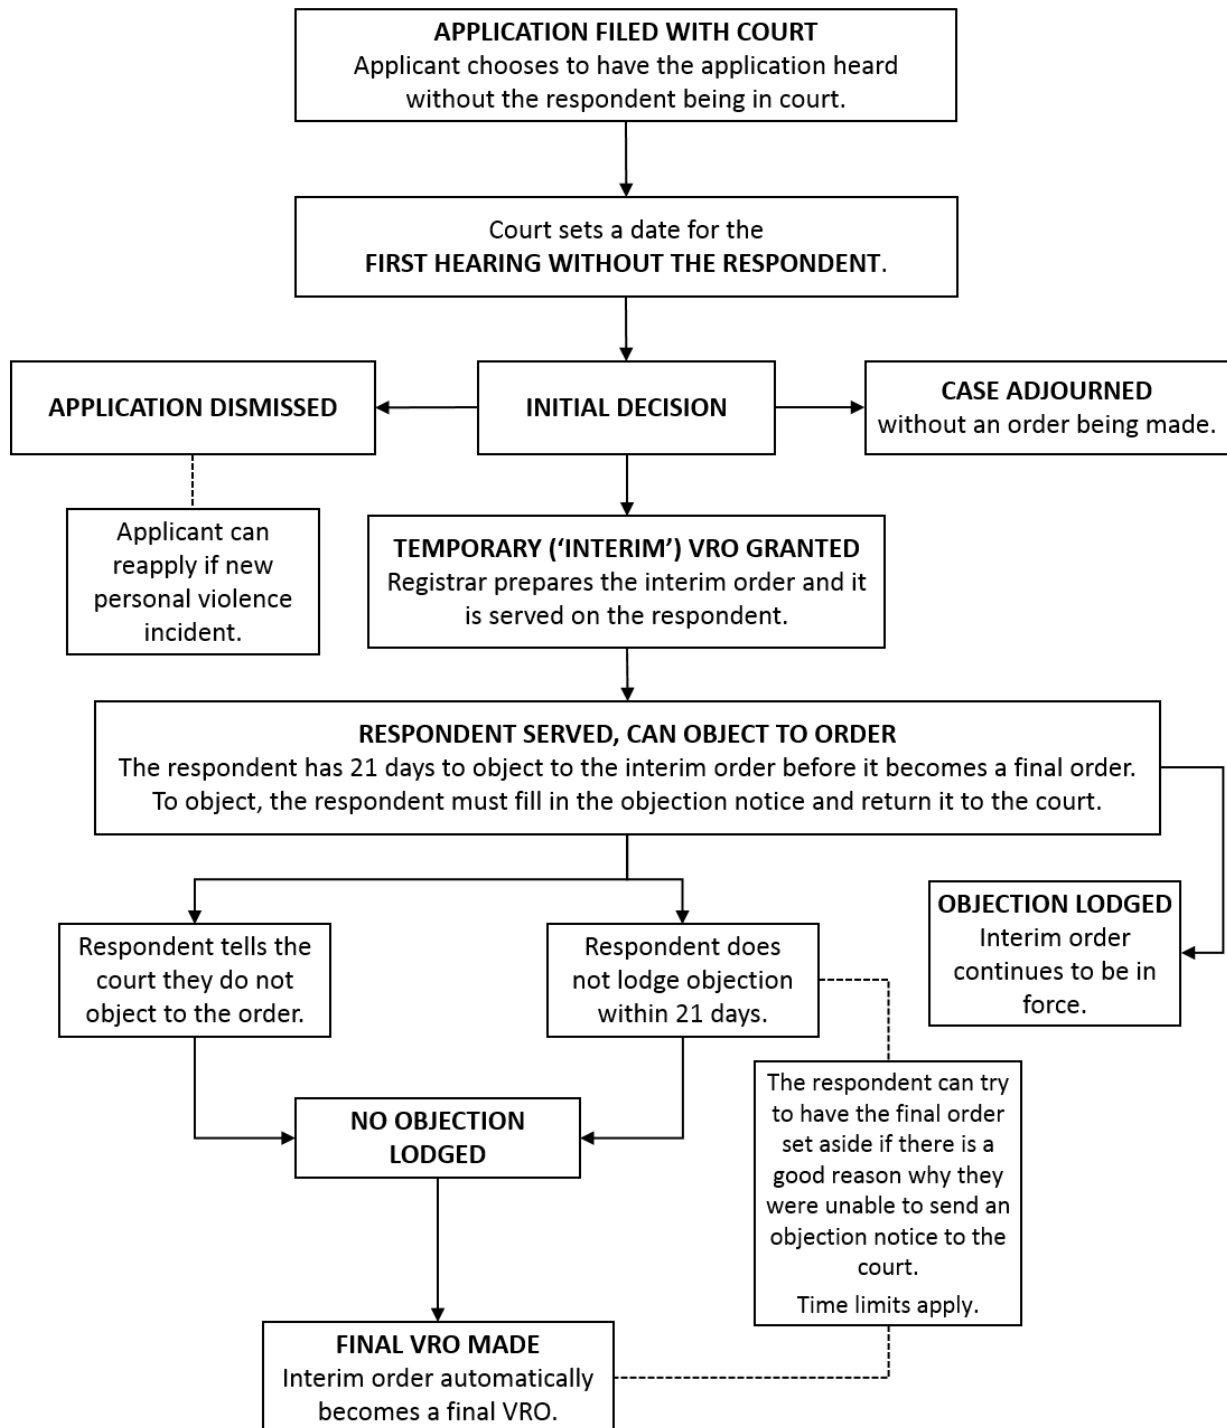 APPLICATION FILED WITH COURT
Applicant chooses to have the application heard
without the respondent being in court.
Court sets a date for the
FIRST HEARING WITHOUT THE RESPONDENT.
APPLICATION DISMISSED
INITIAL DECISION
CASE ADJOURNED
without an order being made.
Applicant can
reapply if new
personal violence
incident.
TEMPORARY (‘INTERIM’) VRO GRANTED
Registrar prepares the interim order and it
is served on the respondent.
RESPONDENT SERVED, CAN OBJECT TO ORDER
The respondent has 21 days to object to the interim order before it becomes a final order.
To object, the respondent must fill in the objection notice and return it to the court.
Respondent tells the
court they do not
object to the order.
Respondent does
not lodge objection
within 21 days.
OBJECTION LODGED
Interim order
continues to be in
force.
NO OBJECTION
LODGED
The respondent can try
to have the final order
set aside if there is a
good reason why they
were unable to send an
objection notice to the
court.
Time limits apply.
FINAL VRO MADE
Interim order automatically
becomes a final VRO.